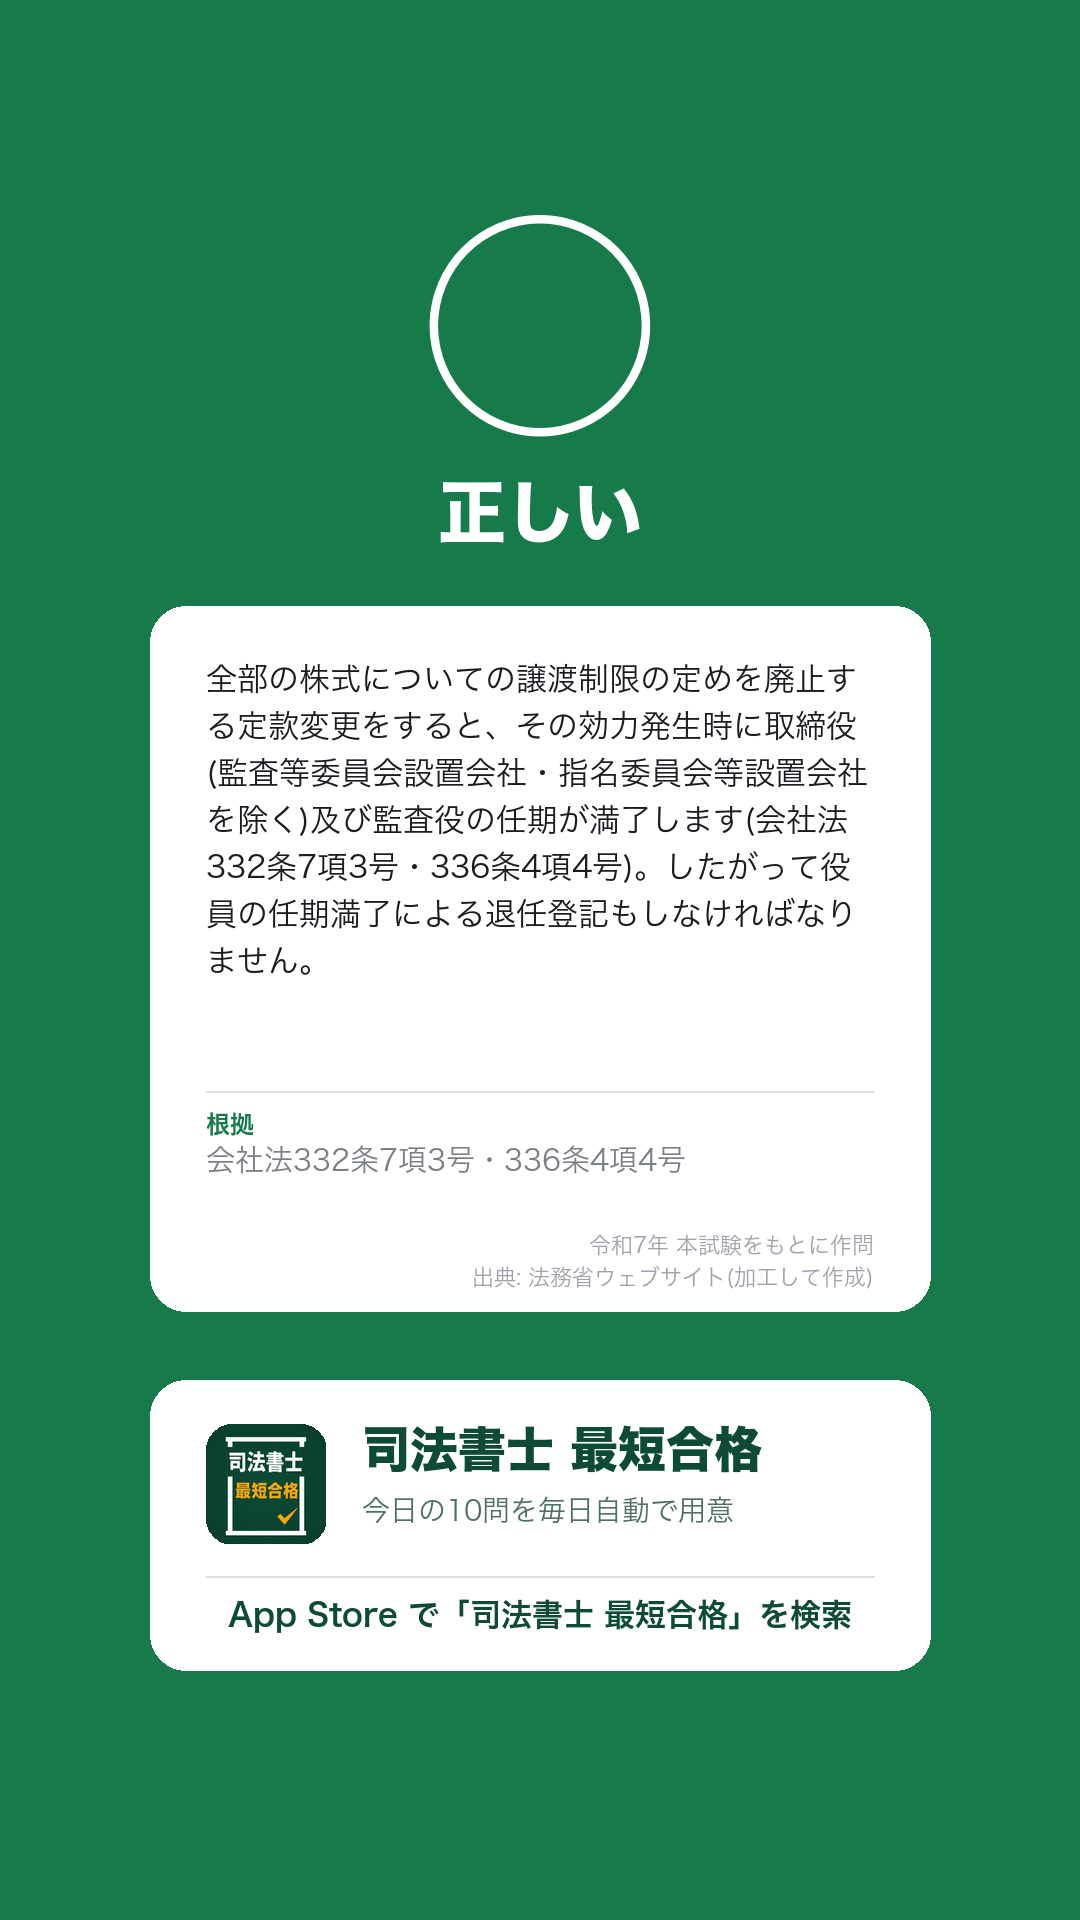 正しい
全部の株式についての譲渡制限の定めを廃止す
る定款変更をすると、その効力発生時に取締役
(監査等委員会設置会社・指名委員会等設置会社
を除く)及び監査役の任期が満了します(会社法
332条7項3号・336条4項4号)。したがって役
員の任期満了による退任登記もしなければなり
ません。
根拠
会社法332条7項3号・336条4項4号
令和7年 本試験をもとに作問
出典: 法務省ウェブサイト(加工して作成)
司法書士
最短合格
司法書士 最短合格
今日の10問を毎日自動で用意
App Store で「司法書士 最短合格」を検索